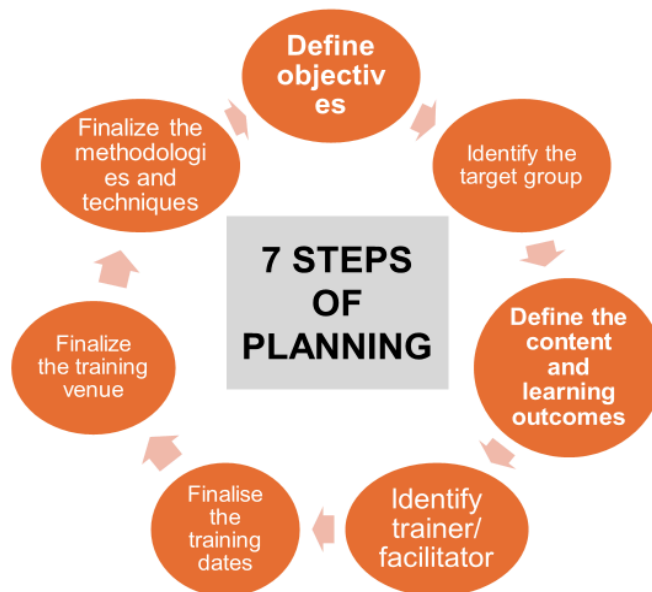 Define
objectiv
es
Identify the
target group
Define the
content
and
learning
outcomes
Identify
trainer/
facilitator
Finalise
the
training
dates
Finalize
the training
venue
Finalize the
methodologi
es and
techniques
7 STEPS
OF
PLANNING